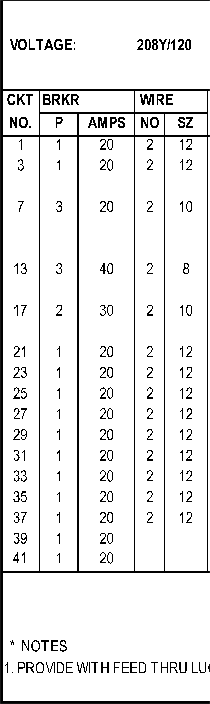 VOLTAGE: 208Y/120
CKT BRKR WIRE
NO. P AMPS NO SZ
1 1 20 2 12
3 1 20 2 12
7 3 20 2 10
13 3 40 2 8
17 2 30 2 10
21 1 20 2 12
23 1 20 2 12
25 1 20 2 12
27 1 20 2 12
29 1 20 2 12
31 1 20 2 12
33 1 20 2 12
35 1 20 2 12
37 1 20 2 12
39 1 20
41 1 20
* NOTES
1. PROVIDE WITH FEED THRU